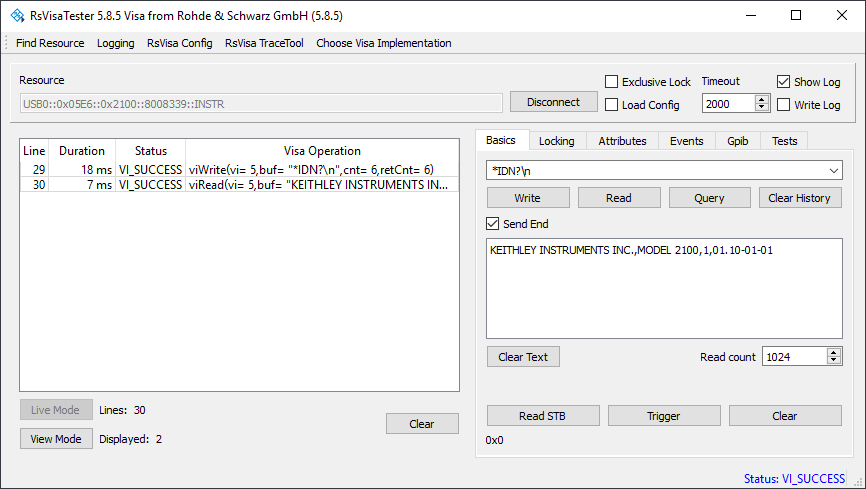 RsVisaTester 5.8.5 Visa from Rohde & Schwarz GmbH (5.8.5)
Find Resource Logging RsVisa Config RsVisa TraceTool Choose Visa Implementation
Resource
USB0::0x05E6::0x2100::8008339::INSTR
Disconnect
Exclusive Lock
Load Config
Timeout
2000
Show Log
Write Log
Line Duration Status Visa Operation
29 18 ms VI_SUCCESS viWrite(vi= 5,buf= "*IDN?\n",cnt= 6,retCnt= 6)
30 7 ms VI_SUCCESS viRead(vi= 5,buf= "KEITHLEY INSTRUMENTS IN...
Live Mode Lines: 30
View Mode Displayed: 2
Clear
Basics Locking Attributes Events Gpib Tests
*IDN?\n
Write Read Query Clear History
Send End
KEITHLEY INSTRUMENTS INC.,MODEL 2100,1,01.10-01-01
Clear Text Read count 1024
Read STB Trigger Clear
0x0
Status: VI_SUCCESS